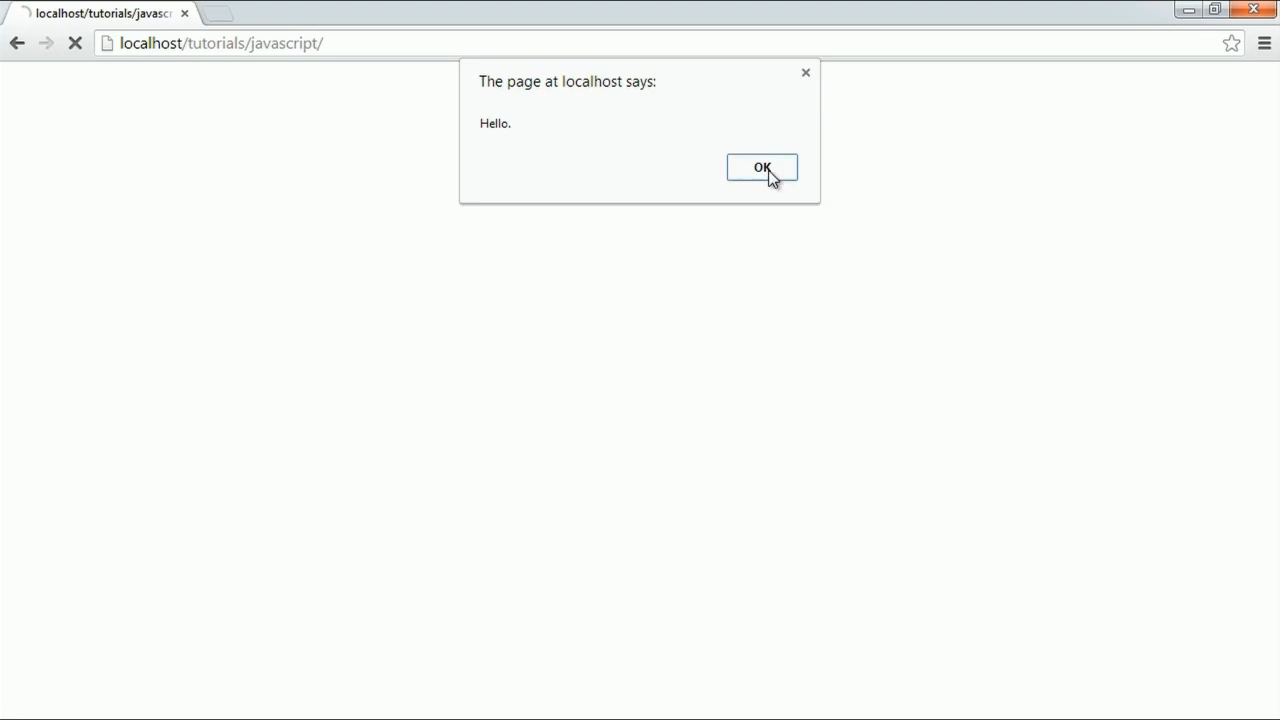 localhost/tutorials/javascr
localhost/tutorials/javascript/
The page at localhost says:
Hello.
OK